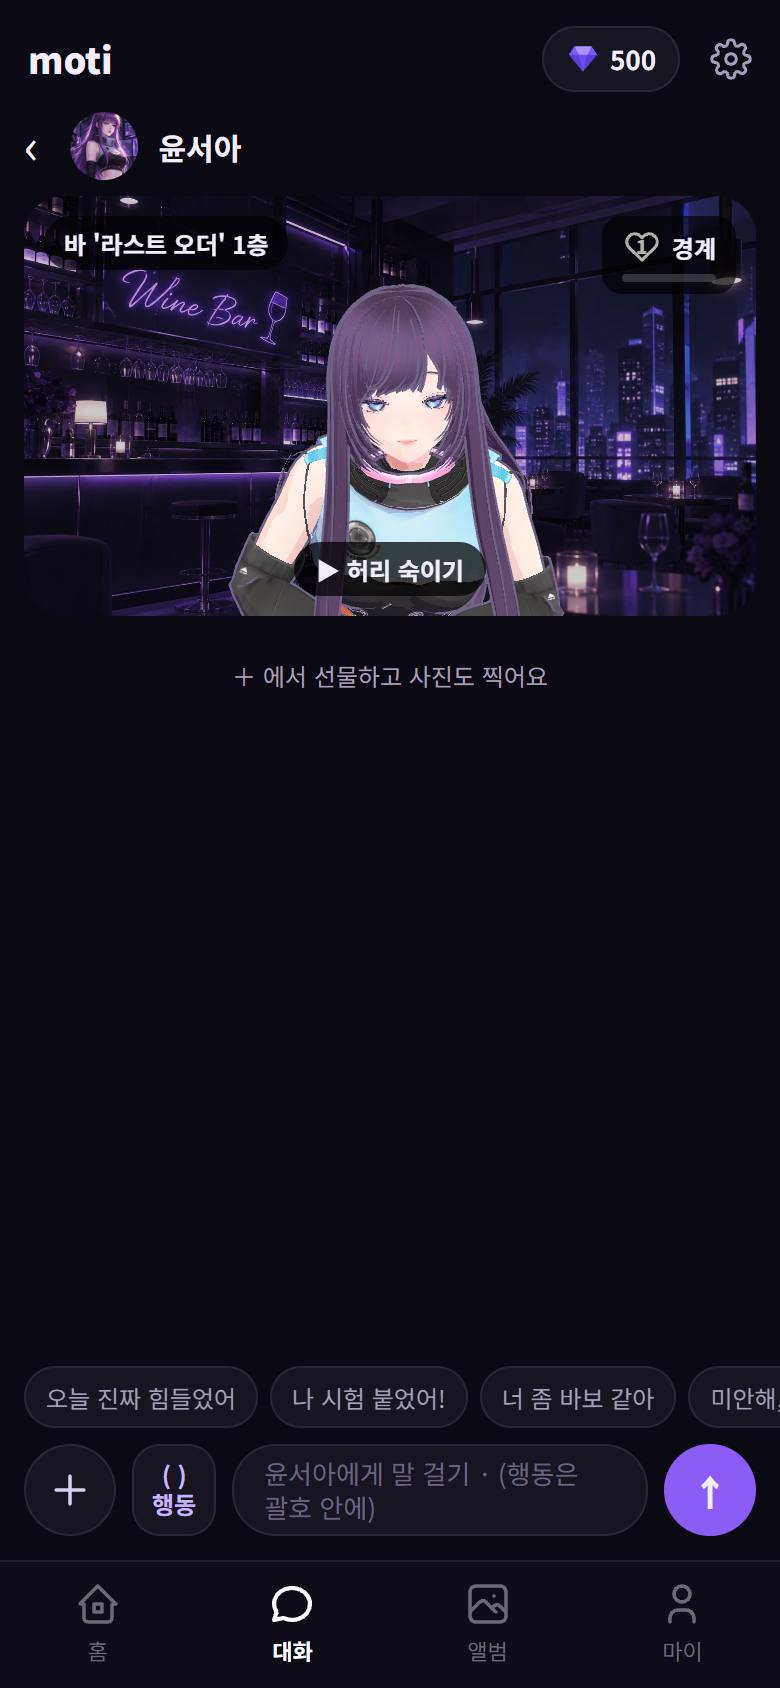 moti
500
윤서아
바 '라스트 오더' 1층
1 경계
Wine Bar
▶ 허리 숙이기
+ 에서 선물하고 사진도 찍어요
오늘 진짜 힘들었어
나 시험 붙었어!
너 좀 바보 같아
미안해,
( )
행동
윤서아에게 말 걸기 · (행동은
괄호 안에)
홈
대화
앨범
마이